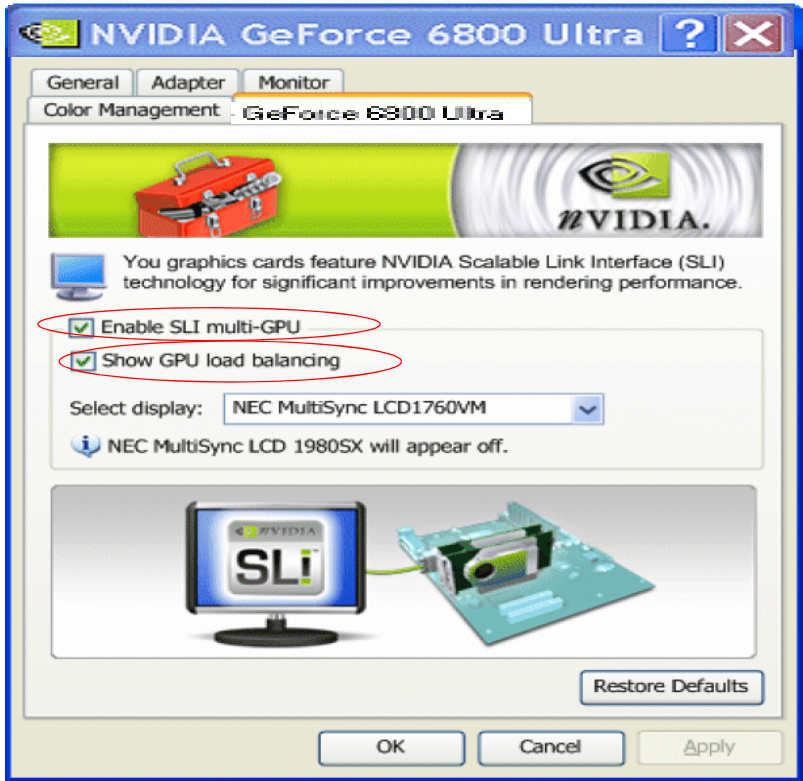 NVIDIA GeForce 6800 Ultra
General Adapter Monitor
Color Management GeForce 6800 Ultra
nVIDIA.
You graphics cards feature NVIDIA Scalable Link Interface (SLI)
technology for significant improvements in rendering performance.
Enable SLI multi-GPU
Show GPU load balancing
Select display: NEC MultiSync LCD1760VM
NEC MultiSync LCD 1980SX will appear off.
nVIDIA
SLI
Restore Defaults
OK Cancel Apply